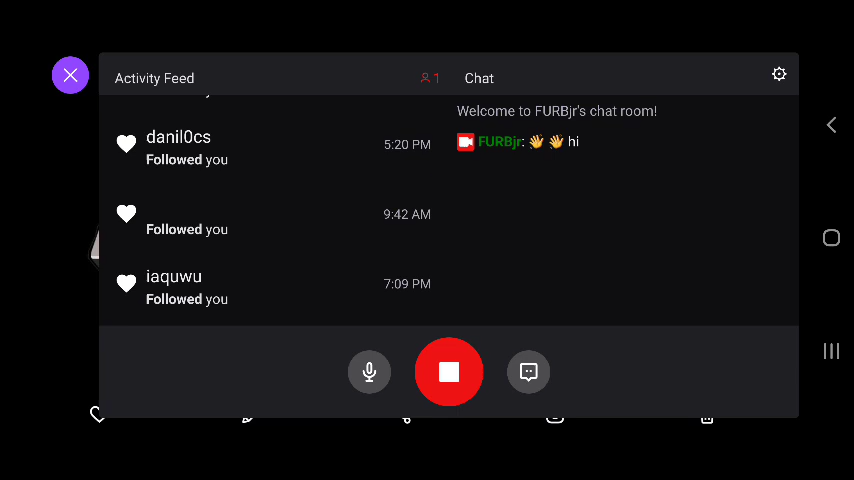 Activity Feed
1
Chat
danil0cs
Followed you
5:20 PM
Followed you
9:42 AM
iaquwu
Followed you
7:09 PM
Welcome to FURBjr's chat room!
FURBjr: 👋 👋 hi